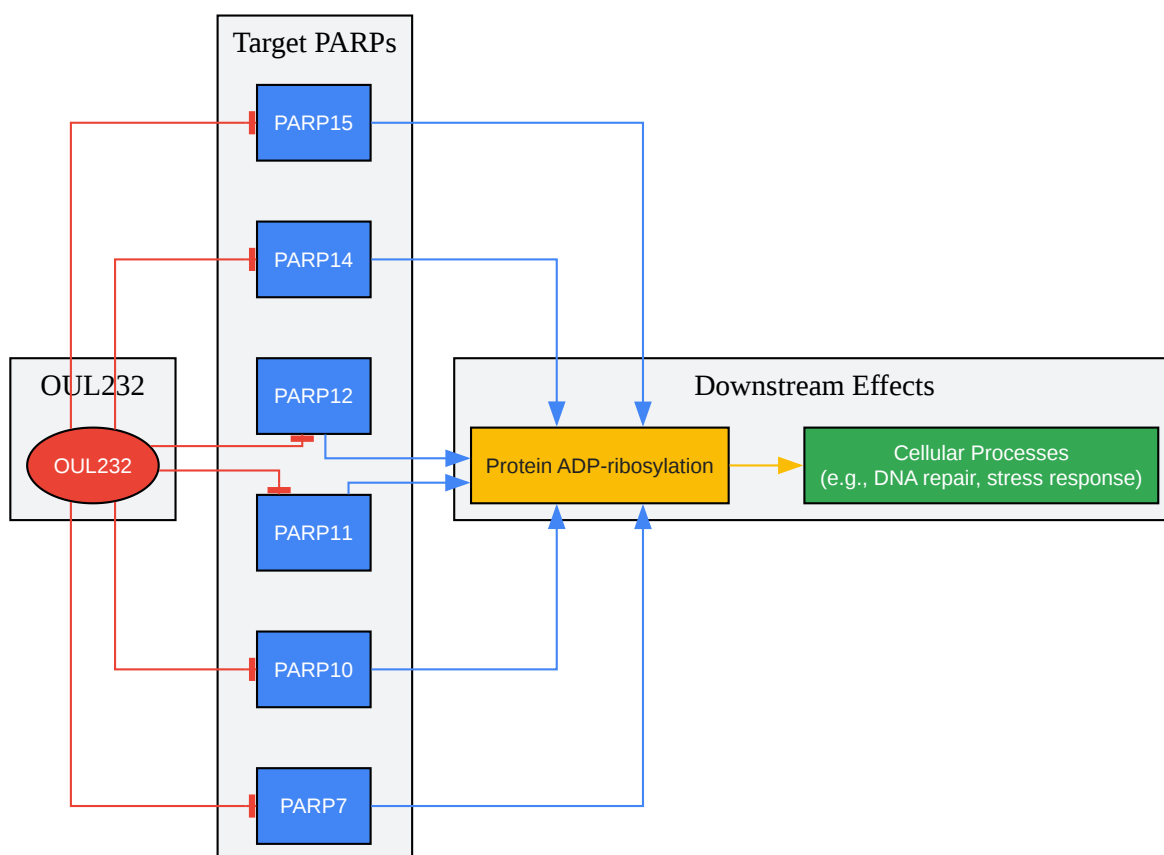 Target PARPs
PARP15
PARP14
OUL232
PARP12
Downstream Effects
OUL232
Protein ADP-ribosylation
Cellular Processes
(e.g., DNA repair, stress response)
PARP11
PARP10
PARP7